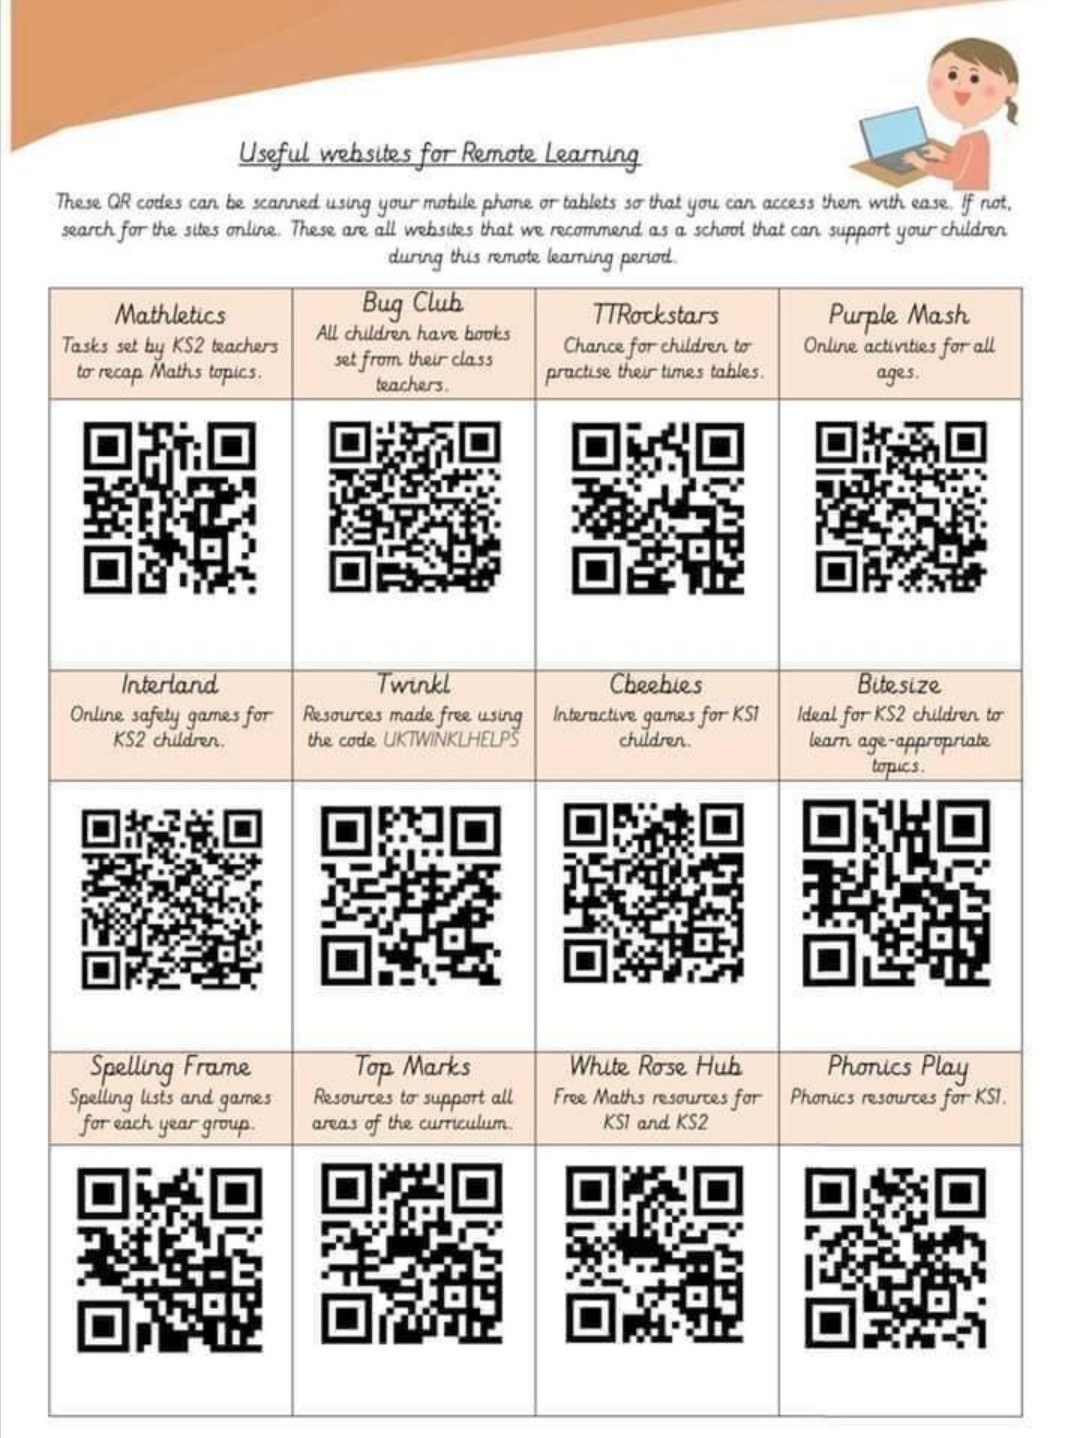 Useful websites for Remote Learning
These QR codes can be scanned using your mobile phone or tablets so that you can access them with ease. If not,
search for the sites online. These are all websites that we recommend as a school that can support your children
during this remote learning period.
Mathletics
Tasks set by KS2 teachers
to recap Maths topics.
Bug Club
All children have books
set from their class
teachers.
TTRockstars
Chance for children to
practise their times tables.
Purple Mash
Online activities for all
ages.
Interland
Online safety games for
KS2 children.
Twinkl
Resources made free using
the code UKTWINKLHELPS
Cbeebies
Interactive games for KS1
children.
Bitesize
Ideal for KS2 children to
learn age-appropriate
topics.
Spelling Frame
Spelling lists and games
for each year group.
Top Marks
Resources to support all
areas of the curriculum.
White Rose Hub
Free Maths resources for
KS1 and KS2
Phonics Play
Phonics resources for KS1.